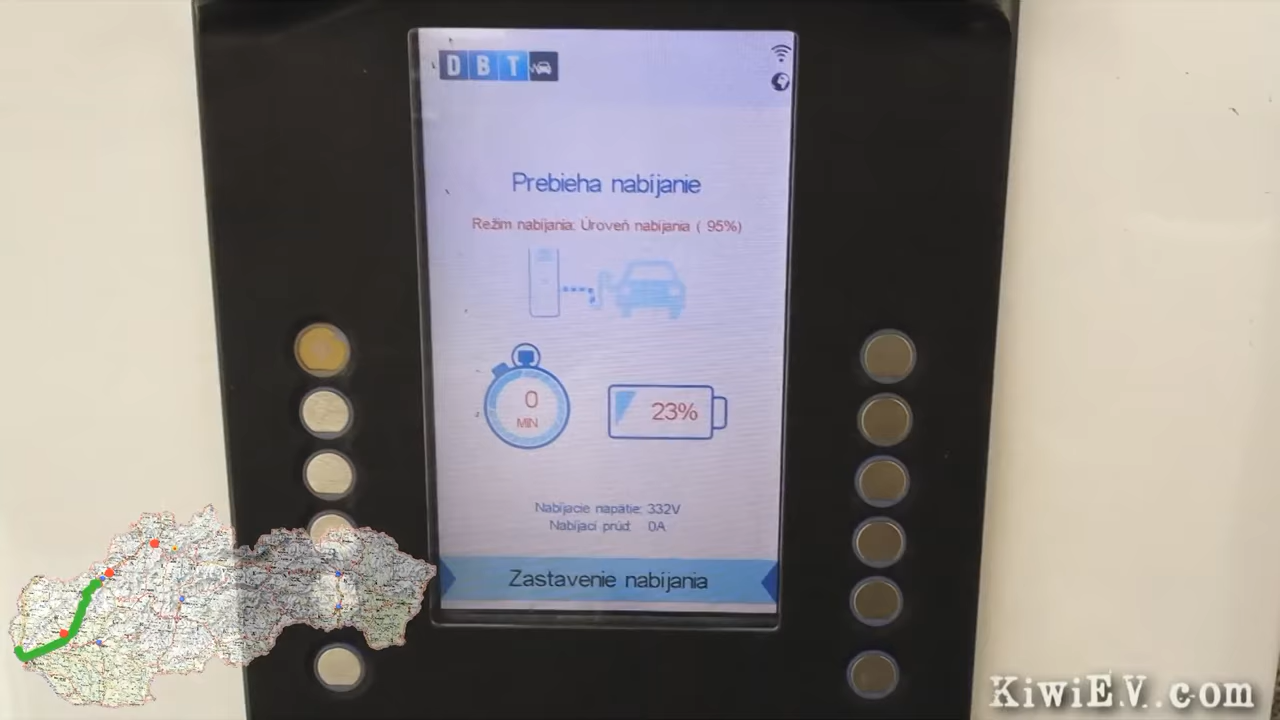 DBT
Prebieha nabíjanie
Režim nabíjania: Úroveň nabíjania ( 95%)
0
MIN
23%
Nabíjacie napätie: 332V
Nabíjací prúd: 0A
Zastavenie nabíjania
KiwiEV.com